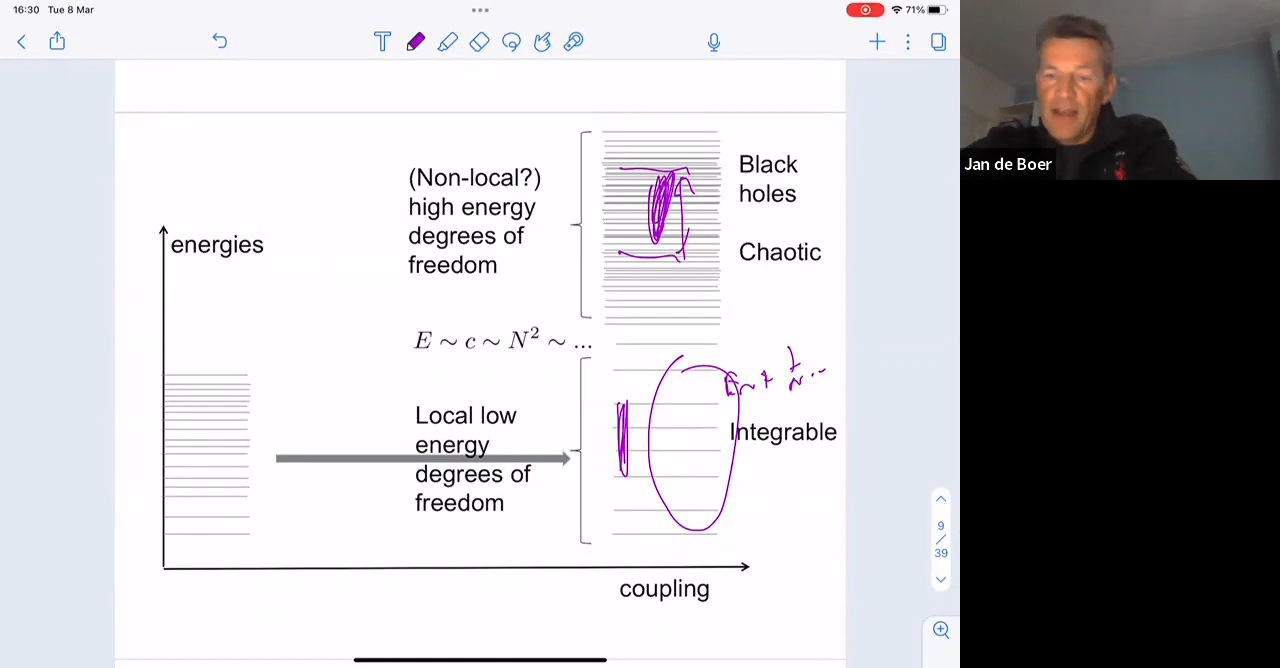 16:30 Tue 8 Mar
71%
T
energies
(Non-local?)
high energy
degrees of
freedom
Black
holes
Chaotic
E ~ c ~ N² ~ ...
Local low
energy
degrees of
freedom
Integrable
coupling
9
/
39
Jan de Boer